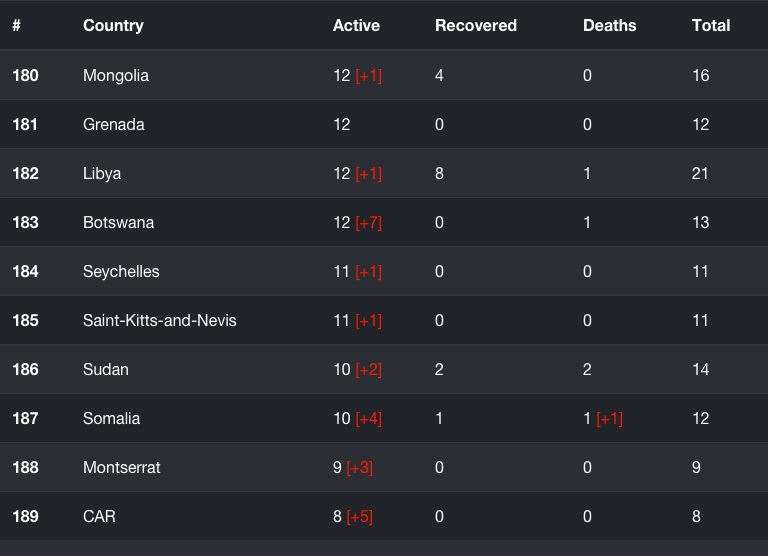 # Country Active Recovered Deaths Total
180 Mongolia 12 [+1] 4 0 16
181 Grenada 12 0 0 12
182 Libya 12 [+1] 8 1 21
183 Botswana 12 [+7] 0 1 13
184 Seychelles 11 [+1] 0 0 11
185 Saint-Kitts-and-Nevis 11 [+1] 0 0 11
186 Sudan 10 [+2] 2 2 14
187 Somalia 10 [+4] 1 1 [+1] 12
188 Montserrat 9 [+3] 0 0 9
189 CAR 8 [+5] 0 0 8